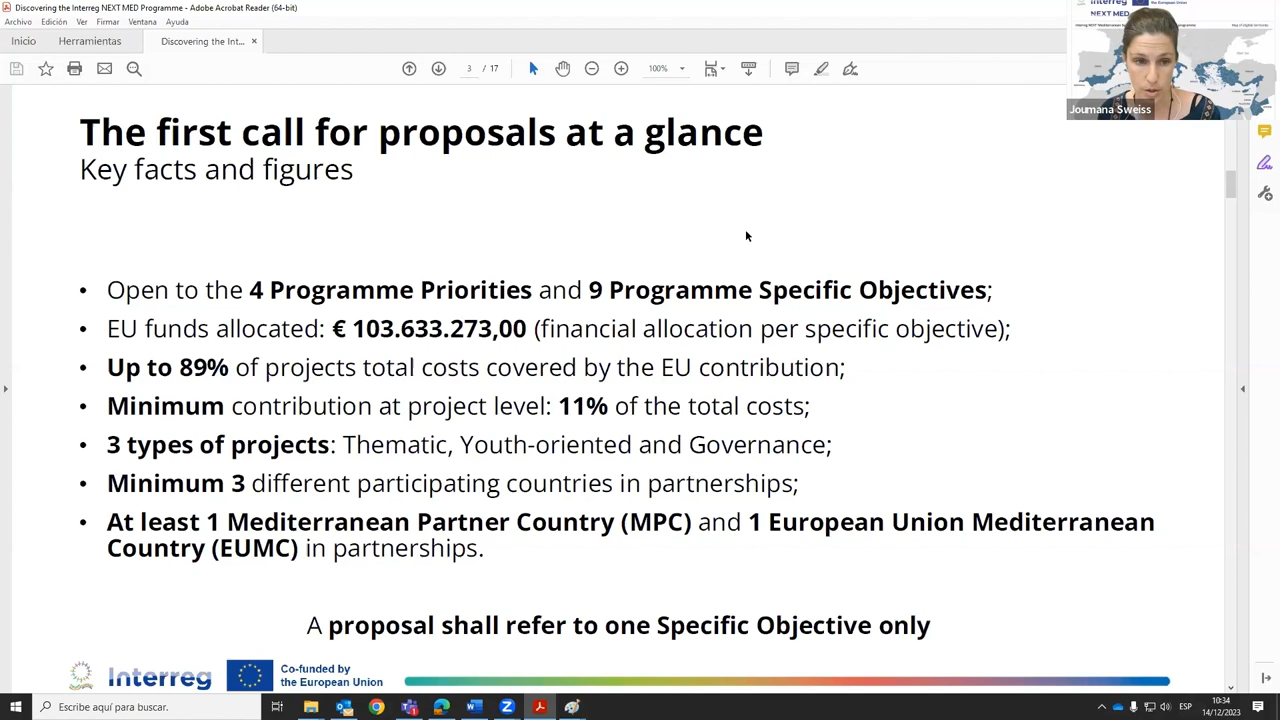 Discovering the Interreg NEXT MED Programme - Adobe Acrobat Reader (64-bit)
Archivo Edición Ver Firmar Ventana Ayuda
Inicio Herramientas Discovering the Int... ×
/ 17 100%
NEXT MED
Joumana Sweiss
The first call for proposals at a glance
Key facts and figures
• Open to the 4 Programme Priorities and 9 Programme Specific Objectives;
• EU funds allocated: € 103.633.273,00 (financial allocation per specific objective);
• Up to 89% of projects total costs covered by the EU contribution;
• Minimum contribution at project level: 11% of the total costs;
• 3 types of projects: Thematic, Youth-oriented and Governance;
• Minimum 3 different participating countries in partnerships;
• At least 1 Mediterranean Partner Country (MPC) and 1 European Union Mediterranean
Country (EUMC) in partnerships.
A proposal shall refer to one Specific Objective only
Interreg
Co-funded by
the European Union
Escribe aquí para buscar.
ESP
10:34
14/12/2023